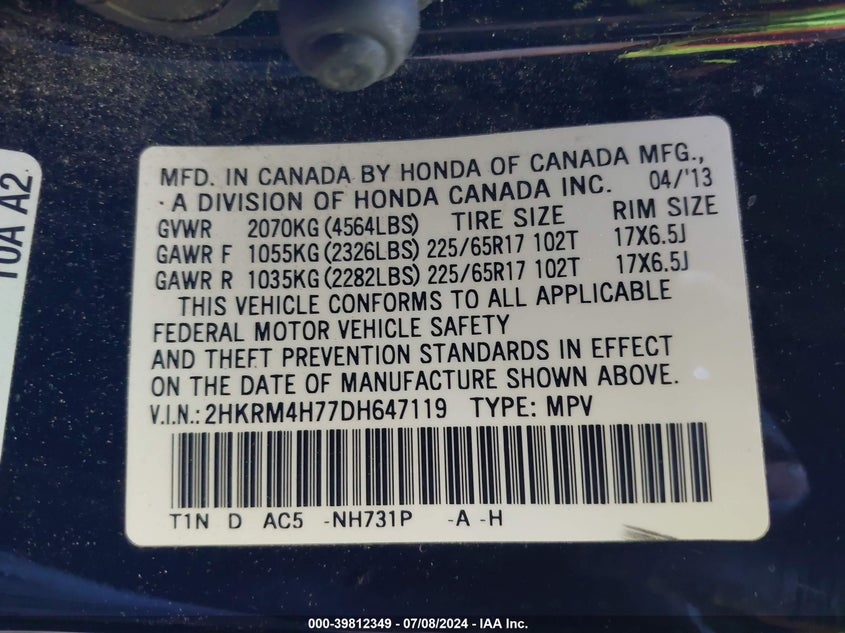 10A A2
MFD. IN CANADA BY HONDA OF CANADA MFG.,
A DIVISION OF HONDA CANADA INC. 04/'13
GVWR 2070KG (4564LBS) TIRE SIZE RIM SIZE
GAWR F 1055KG (2326LBS) 225/65R17 102T 17X6.5J
GAWR R 1035KG (2282LBS) 225/65R17 102T 17X6.5J
THIS VEHICLE CONFORMS TO ALL APPLICABLE
FEDERAL MOTOR VEHICLE SAFETY
AND THEFT PREVENTION STANDARDS IN EFFECT
ON THE DATE OF MANUFACTURE SHOWN ABOVE.
V.I.N.: 2HKRM4H77DH647119 TYPE: MPV
T1N D AC5 -NH731P -A -H
000-39812349 | 07/08/2024 - IAA Inc.